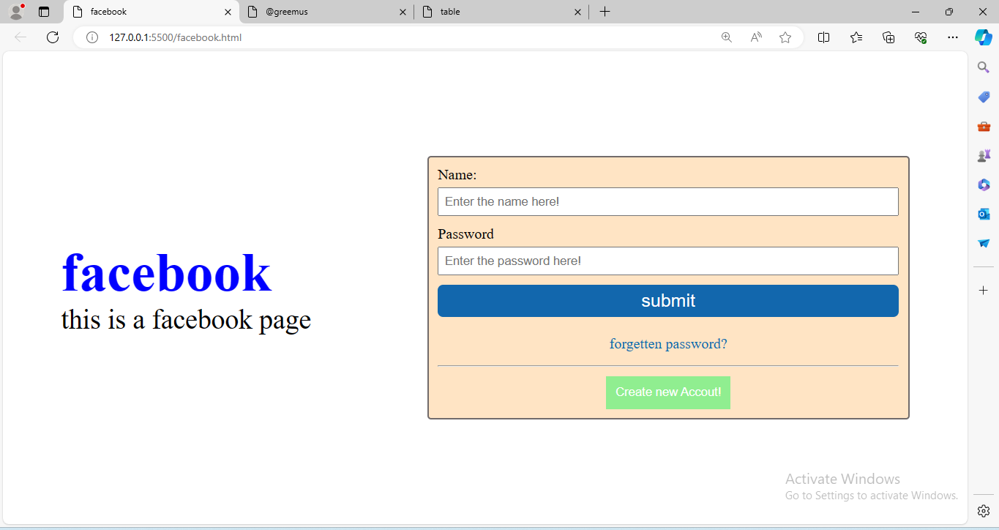 facebook
@greemus
table
127.0.0.1:5500/facebook.html
Name:
Enter the name here!
Password
Enter the password here!
submit
facebook
this is a facebook page
forgetten password?
Create new Accout!
Activate Windows
Go to Settings to activate Windows.